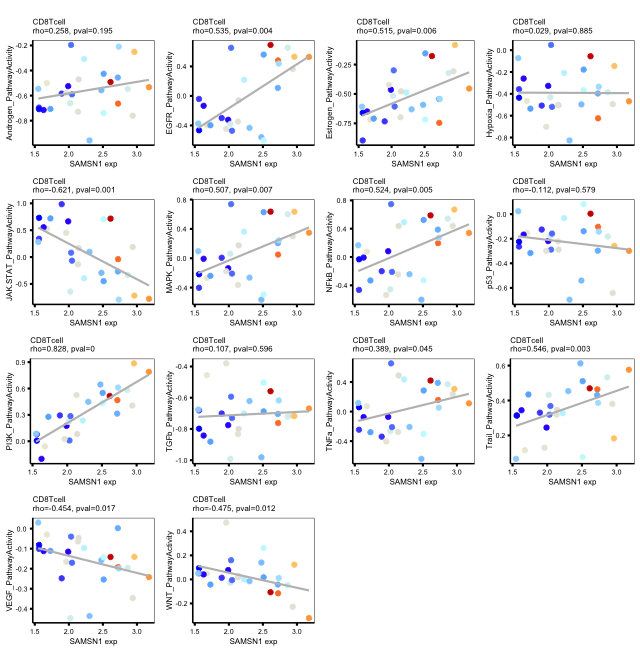 CD8Tcell
rho=0.258, pval=0.195
Androgen_PathwayActivity
-0.2
-0.4
-0.6
-0.8
1.5 2.0 2.5 3.0
SAMSN1 exp
CD8Tcell
rho=0.535, pval=0.004
EGFR_PathwayActivity
0.8
0.4
0.0
-0.4
1.5 2.0 2.5 3.0
SAMSN1 exp
CD8Tcell
rho=0.515, pval=0.006
Estrogen_PathwayActivity
-0.25
-0.50
-0.75
1.5 2.0 2.5 3.0
SAMSN1 exp
CD8Tcell
rho=0.029, pval=0.885
Hypoxia_PathwayActivity
0.0
-0.2
-0.4
-0.6
-0.8
1.5 2.0 2.5 3.0
SAMSN1 exp
CD8Tcell
rho=-0.621, pval=0.001
JAK-STAT_PathwayActivity
1.0
0.5
0.0
-0.5
1.5 2.0 2.5 3.0
SAMSN1 exp
CD8Tcell
rho=0.507, pval=0.007
MAPK_PathwayActivity
0.8
0.4
0.0
-0.4
1.5 2.0 2.5 3.0
SAMSN1 exp
CD8Tcell
rho=0.524, pval=0.005
NFkB_PathwayActivity
0.8
0.4
0.0
-0.4
1.5 2.0 2.5 3.0
SAMSN1 exp
CD8Tcell
rho=-0.112, pval=0.579
p53_PathwayActivity
0.0
-0.2
-0.4
-0.6
1.5 2.0 2.5 3.0
SAMSN1 exp
CD8Tcell
rho=0.828, pval=0
PI3K_PathwayActivity
0.9
0.6
0.3
0.0
1.5 2.0 2.5 3.0
SAMSN1 exp
CD8Tcell
rho=0.107, pval=0.596
TGFb_PathwayActivity
-0.4
-0.6
-0.8
-1.0
1.5 2.0 2.5 3.0
SAMSN1 exp
CD8Tcell
rho=0.389, pval=0.045
TNFa_PathwayActivity
0.4
0.0
-0.4
1.5 2.0 2.5 3.0
SAMSN1 exp
CD8Tcell
rho=0.546, pval=0.003
Trail_PathwayActivity
0.6
0.4
0.2
1.5 2.0 2.5 3.0
SAMSN1 exp
CD8Tcell
rho=-0.454, pval=0.017
VEGF_PathwayActivity
0.0
-0.1
-0.2
-0.3
-0.4
1.5 2.0 2.5 3.0
SAMSN1 exp
CD8Tcell
rho=-0.475, pval=0.012
WNT_PathwayActivity
0.4
0.2
0.0
-0.2
1.5 2.0 2.5 3.0
SAMSN1 exp